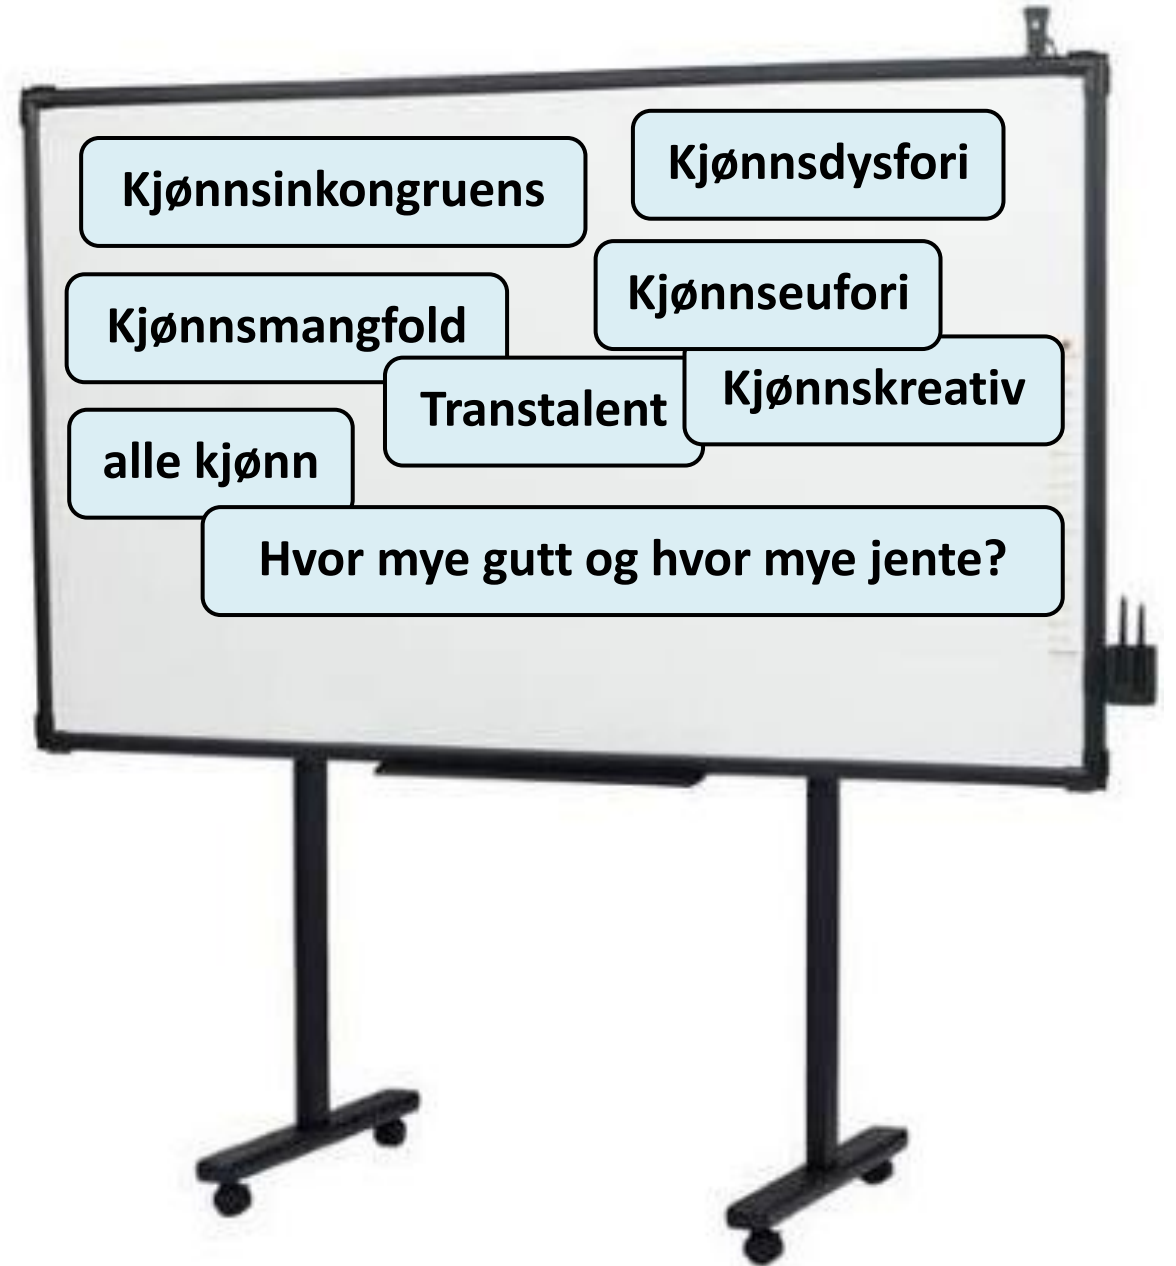 Kjønnsinkongruens
Kjønnsdysfori
Kjønnsmangfold
Kjønnseufori
Transtalent
Kjønnskreativ
alle kjønn
Hvor mye gutt og hvor mye jente?